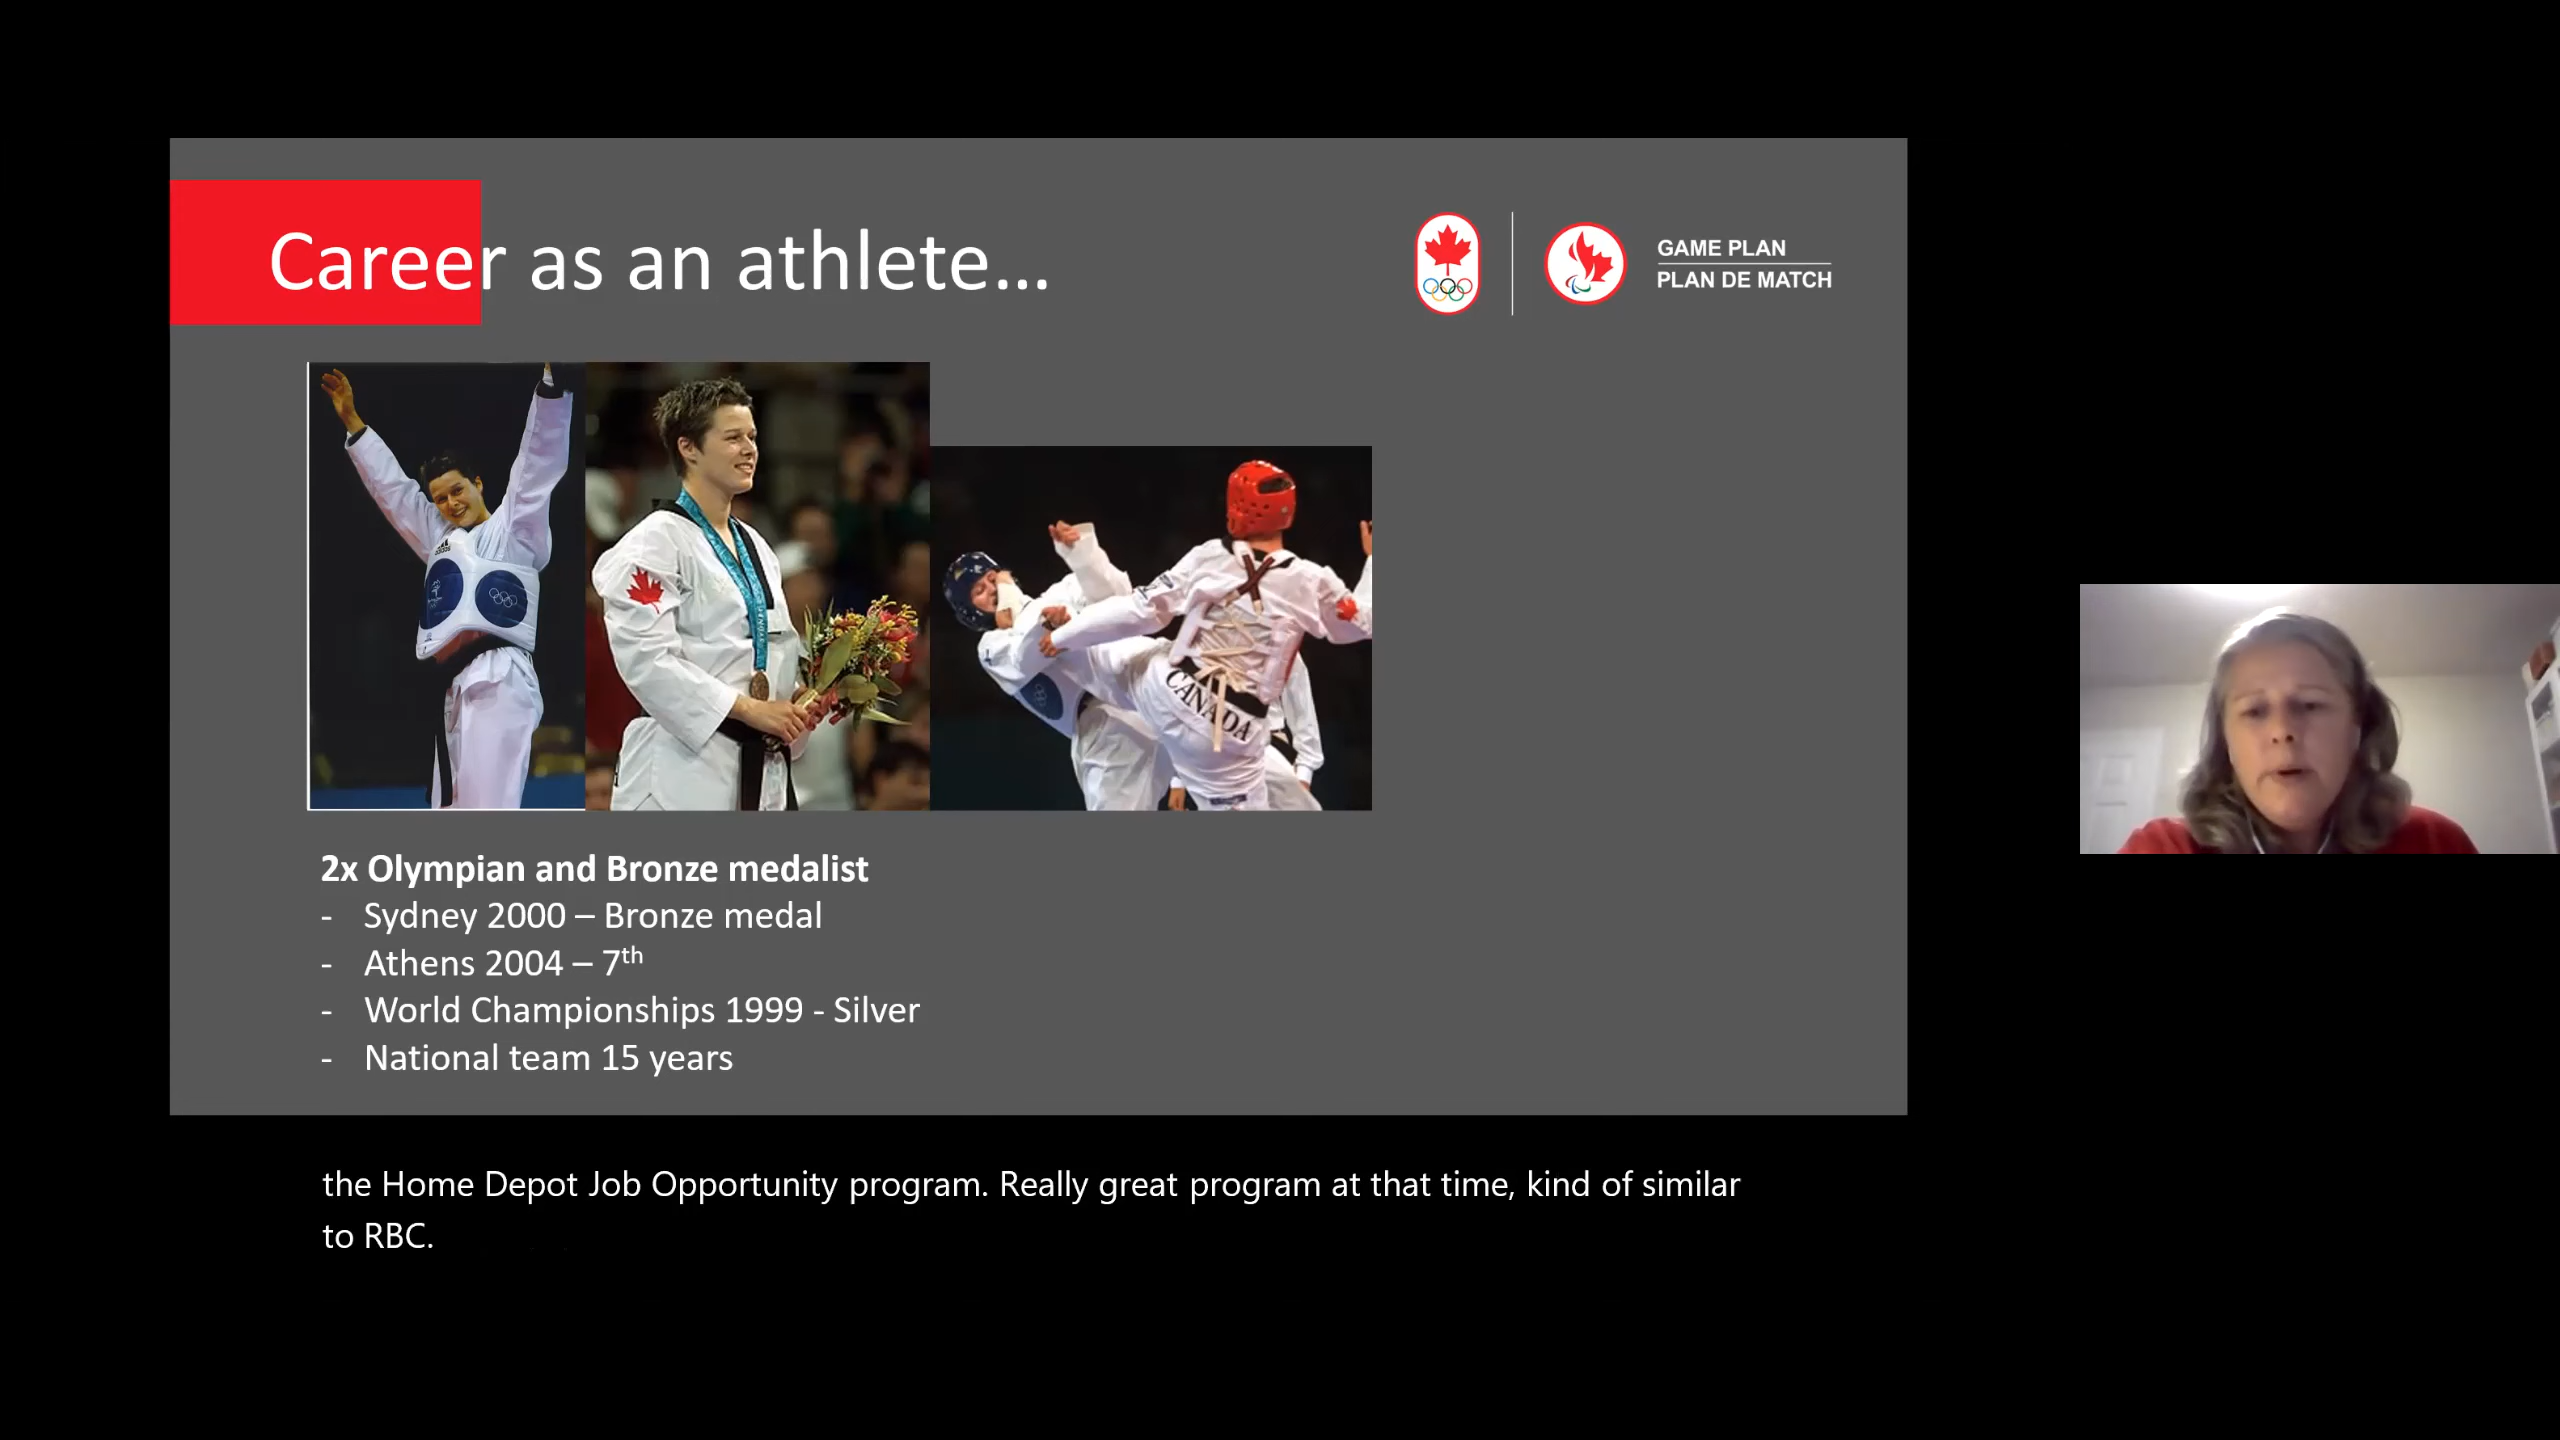 Career as an athlete...
GAME PLAN
PLAN DE MATCH
adidas
CANADA
2x Olympian and Bronze medalist
- Sydney 2000 – Bronze medal
- Athens 2004 – 7th
- World Championships 1999 - Silver
- National team 15 years
the Home Depot Job Opportunity program. Really great program at that time, kind of similar
to RBC.